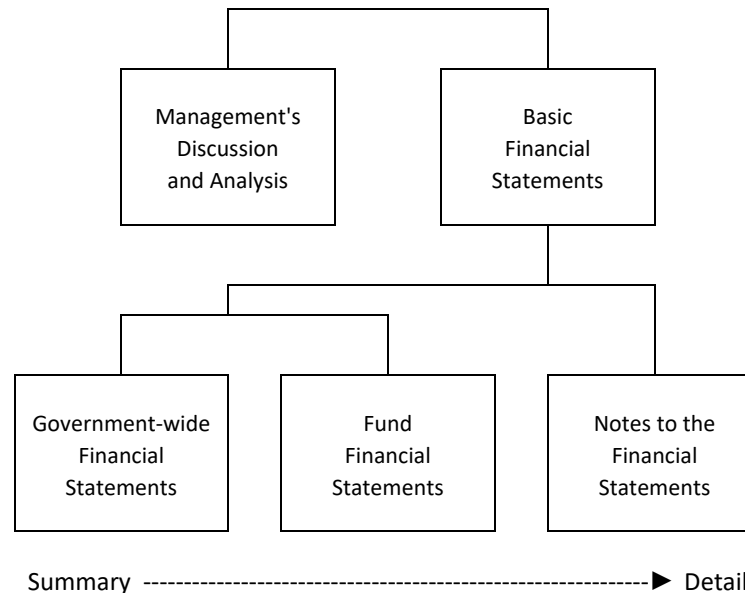 Management's
Discussion
and Analysis
Basic
Financial
Statements
Government-wide
Financial
Statements
Fund
Financial
Statements
Notes to the
Financial
Statements
Summary Detail